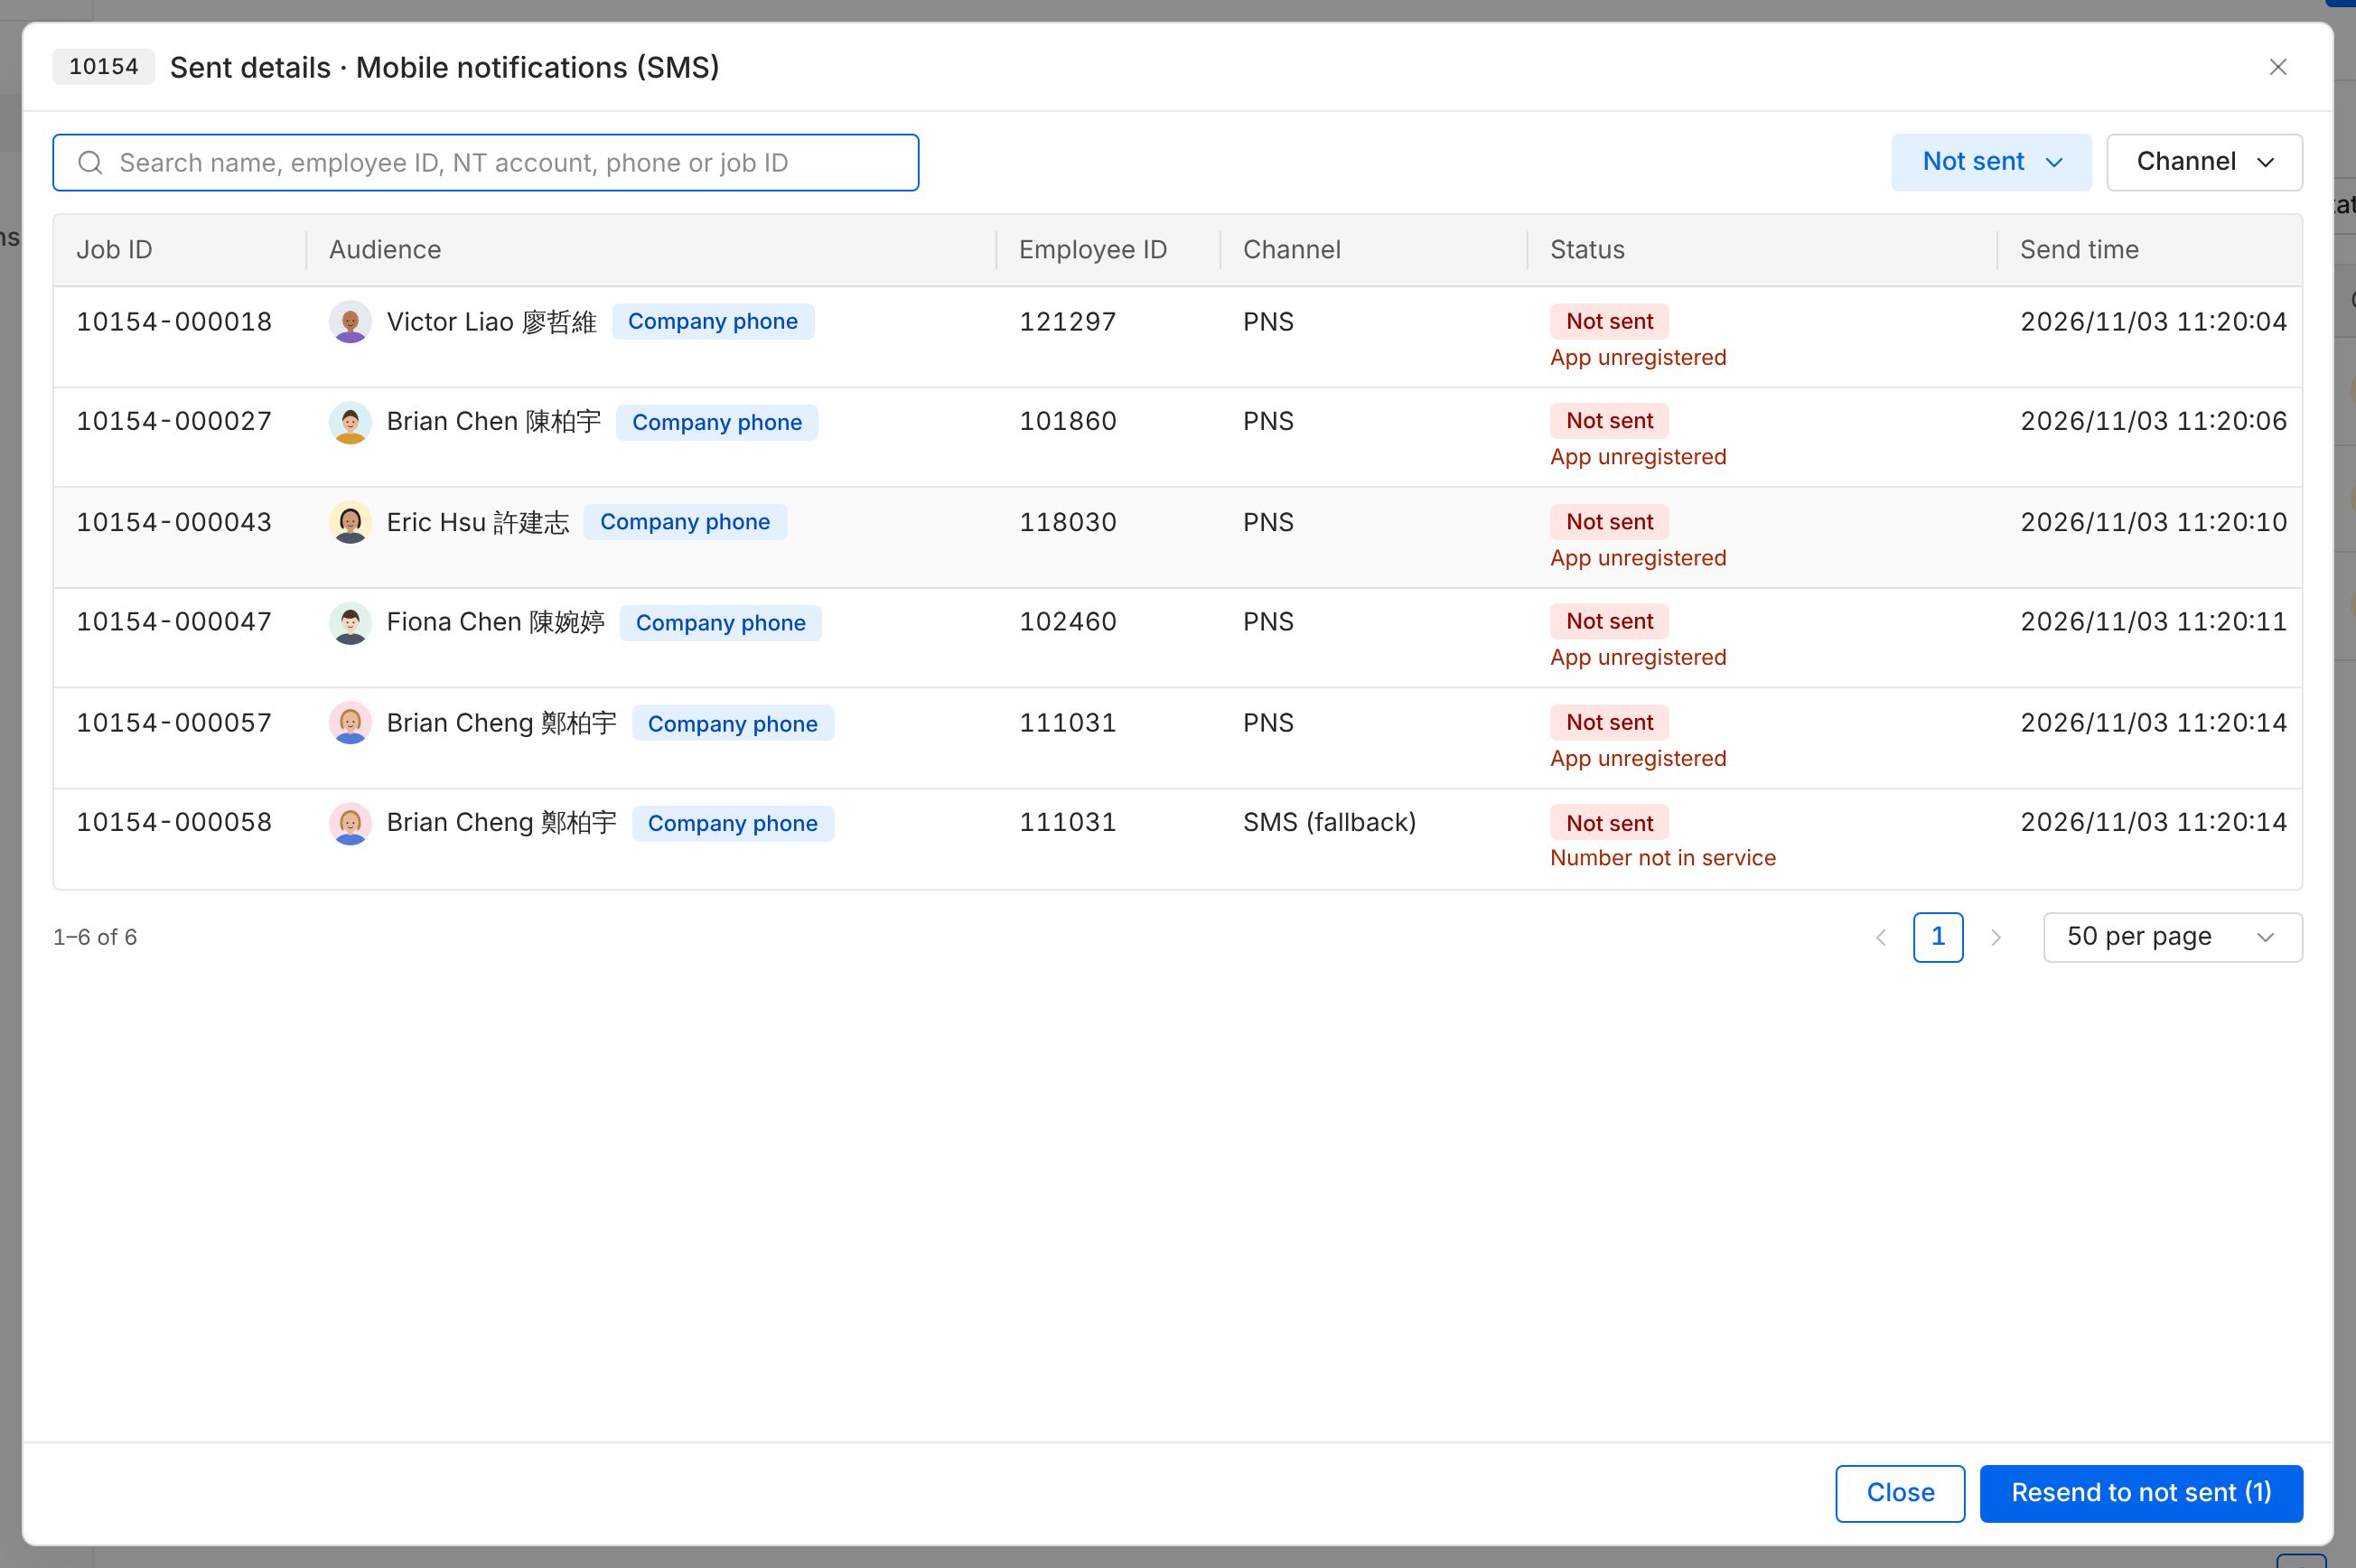 10154 Sent details · Mobile notifications (SMS)
Search name, employee ID, NT account, phone or job ID
Not sent
Channel
Job ID Audience Employee ID Channel Status Send time
10154-000018 Victor Liao 廖哲維 Company phone 121297 PNS Not sent 2026/11/03 11:20:04
App unregistered
10154-000027 Brian Chen 陳柏宇 Company phone 101860 PNS Not sent 2026/11/03 11:20:06
App unregistered
10154-000043 Eric Hsu 許建志 Company phone 118030 PNS Not sent 2026/11/03 11:20:10
App unregistered
10154-000047 Fiona Chen 陳婉婷 Company phone 102460 PNS Not sent 2026/11/03 11:20:11
App unregistered
10154-000057 Brian Cheng 鄭柏宇 Company phone 111031 PNS Not sent 2026/11/03 11:20:14
App unregistered
10154-000058 Brian Cheng 鄭柏宇 Company phone 111031 SMS (fallback) Not sent 2026/11/03 11:20:14
Number not in service
1–6 of 6
1
50 per page
Close
Resend to not sent (1)